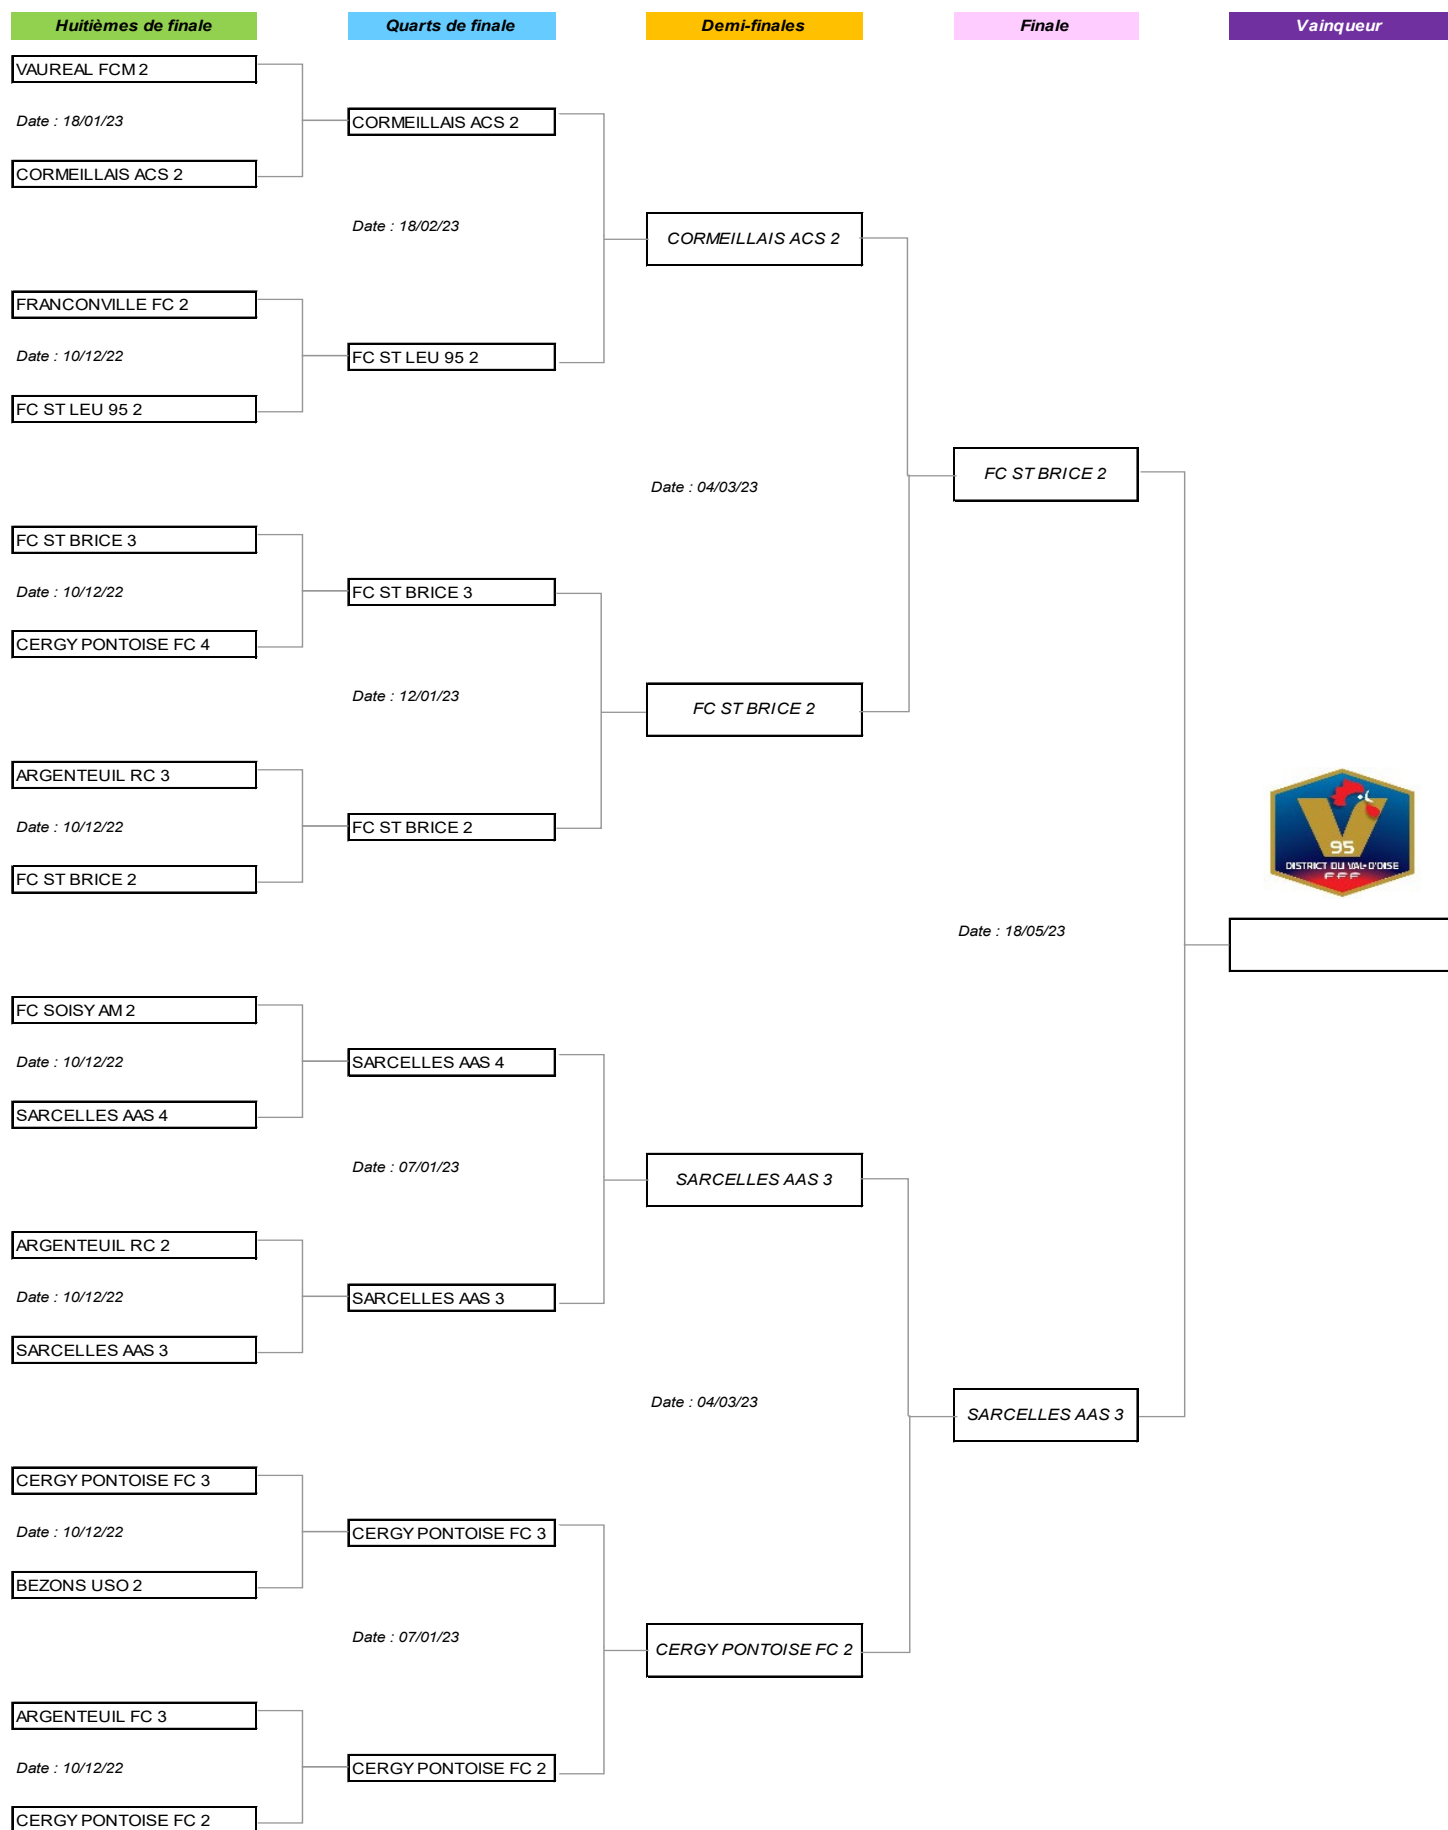 Huitièmes de finale
Quarts de finale
Demi-finales
Finale
Vainqueur
VAUREAL FCM 2
Date : 18/01/23
CORMEILLAIS ACS 2
CORMEILLAIS ACS 2
Date : 18/02/23
CORMEILLAIS ACS 2
FRANCONVILLE FC 2
Date : 10/12/22
FC ST LEU 95 2
FC ST LEU 95 2
Date : 04/03/23
FC ST BRICE 2
FC ST BRICE 3
Date : 10/12/22
FC ST BRICE 3
CERGY PONTOISE FC 4
Date : 12/01/23
FC ST BRICE 2
ARGENTEUIL RC 3
Date : 10/12/22
FC ST BRICE 2
FC ST BRICE 2
V
95
DISTRICT DU VAL-D'OISE
FFF
Date : 18/05/23
FC SOISY AM 2
Date : 10/12/22
SARCELLES AAS 4
SARCELLES AAS 4
Date : 07/01/23
SARCELLES AAS 3
ARGENTEUIL RC 2
Date : 10/12/22
SARCELLES AAS 3
SARCELLES AAS 3
Date : 04/03/23
SARCELLES AAS 3
CERGY PONTOISE FC 3
Date : 10/12/22
CERGY PONTOISE FC 3
BEZONS USO 2
Date : 07/01/23
CERGY PONTOISE FC 2
ARGENTEUIL FC 3
Date : 10/12/22
CERGY PONTOISE FC 2
CERGY PONTOISE FC 2